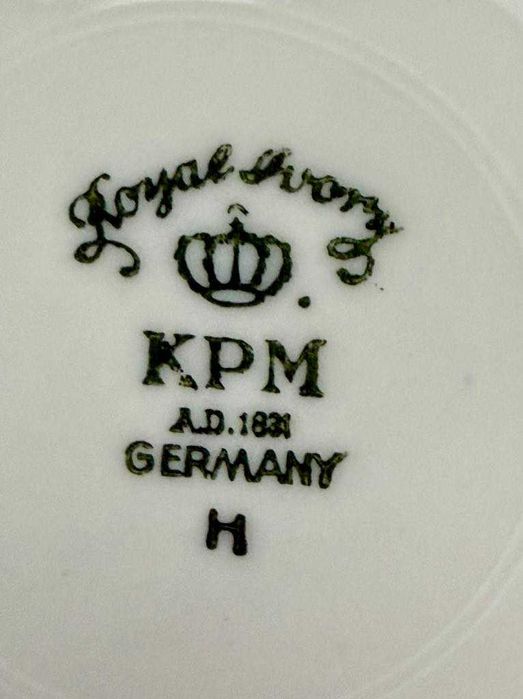 Royal Ivory
KPM
A.D. 1831
GERMANY
H